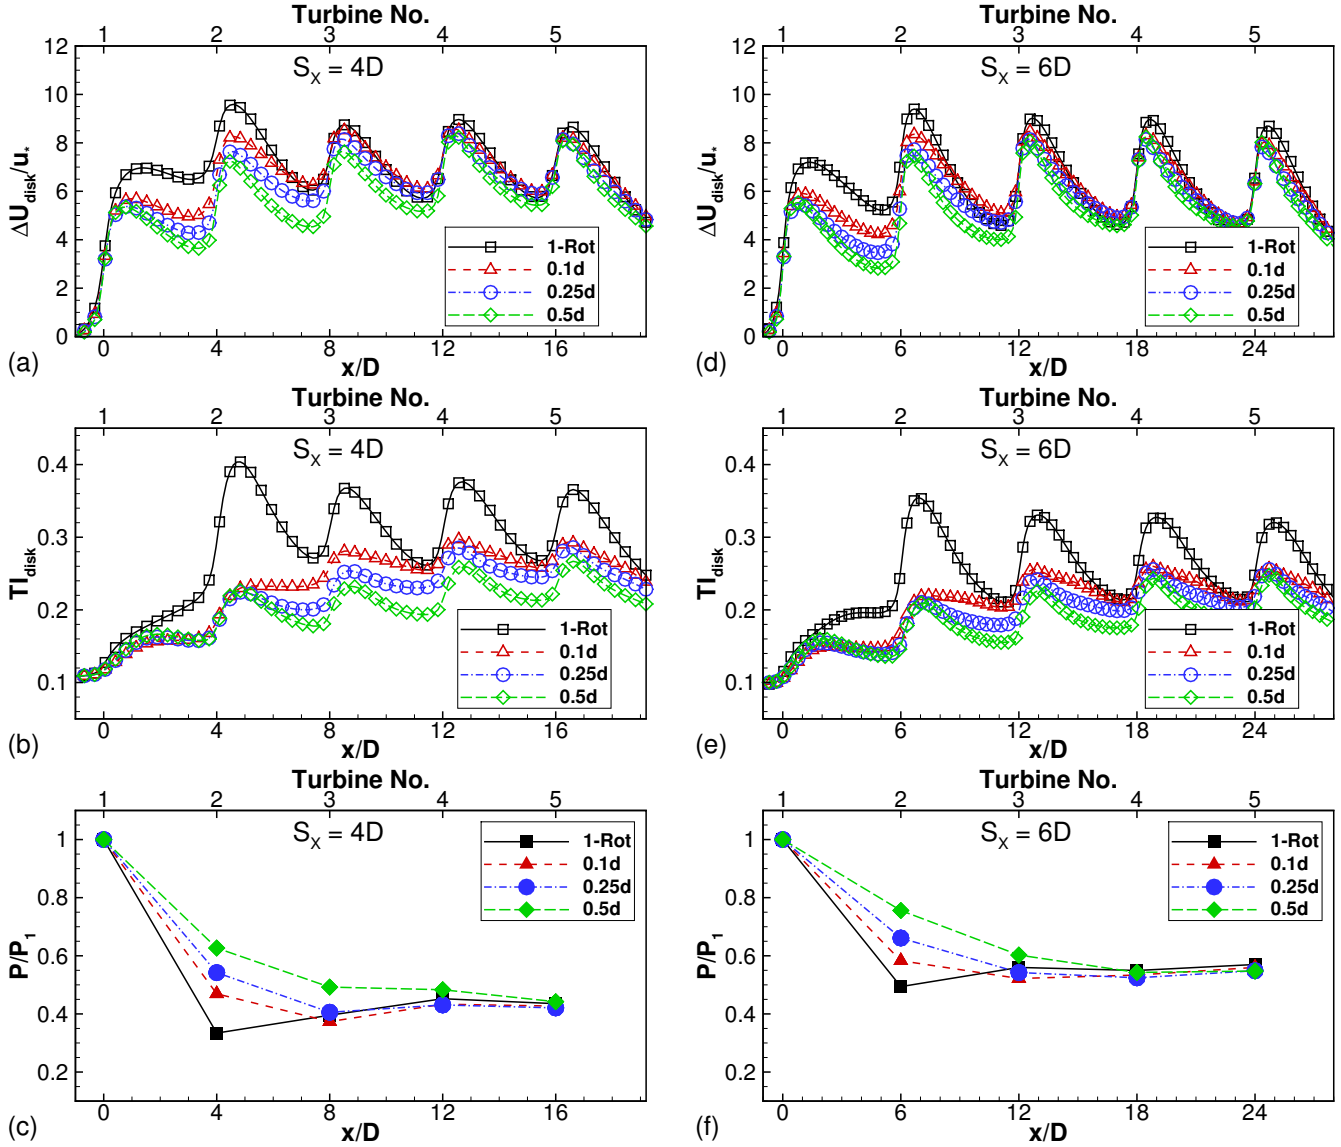 Turbine No.
1 2 3 4 5
S_X = 4D
ΔU_disk/u_*
12
10
8
6
4
2
0
1-Rot
0.1d
0.25d
0.5d
0 4 8 12 16
x/D
(a)
Turbine No.
1 2 3 4 5
S_X = 6D
ΔU_disk/u_*
12
10
8
6
4
2
0
1-Rot
0.1d
0.25d
0.5d
0 6 12 18 24
x/D
(d)
Turbine No.
1 2 3 4 5
S_X = 4D
TI_disk
0.4
0.3
0.2
0.1
1-Rot
0.1d
0.25d
0.5d
0 4 8 12 16
x/D
(b)
Turbine No.
1 2 3 4 5
S_X = 6D
TI_disk
0.4
0.3
0.2
0.1
1-Rot
0.1d
0.25d
0.5d
0 6 12 18 24
x/D
(e)
Turbine No.
1 2 3 4 5
S_X = 4D
P/P_1
1
0.8
0.6
0.4
0.2
1-Rot
0.1d
0.25d
0.5d
0 4 8 12 16
x/D
(c)
Turbine No.
1 2 3 4 5
S_X = 6D
P/P_1
1
0.8
0.6
0.4
0.2
1-Rot
0.1d
0.25d
0.5d
0 6 12 18 24
x/D
(f)